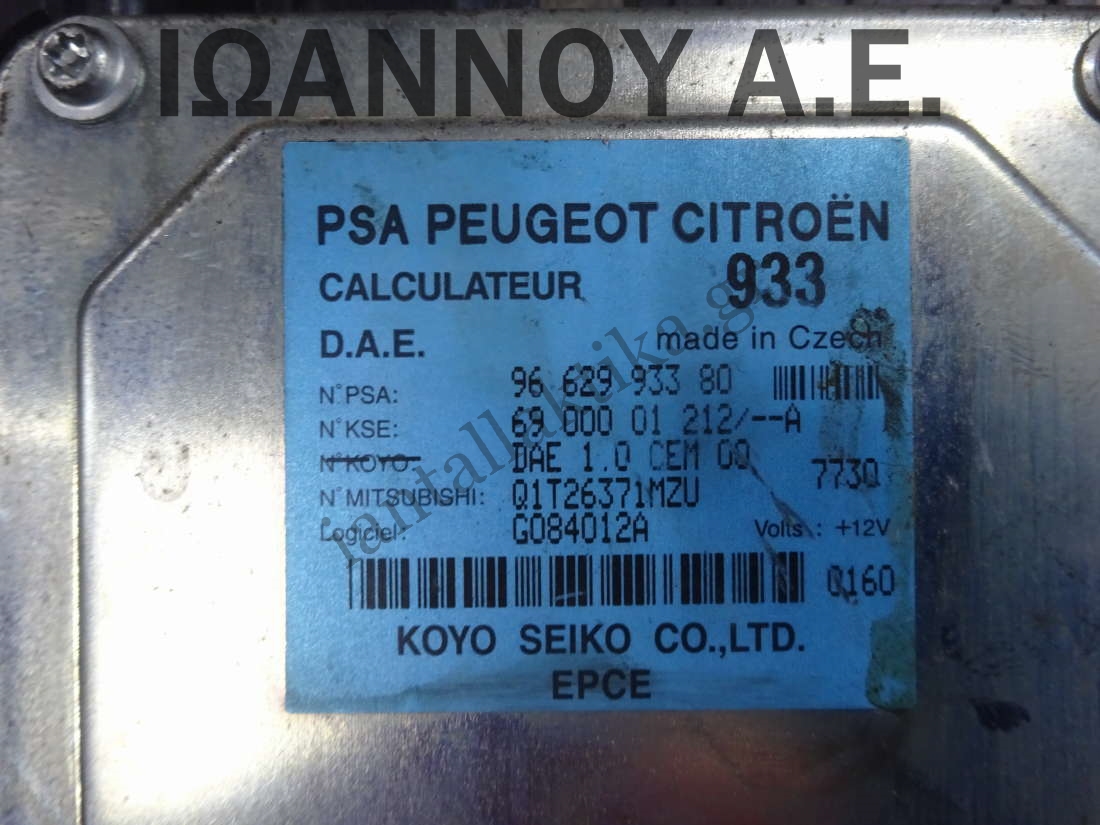 ΙΩΑΝΝΟΥ Α.Ε.
PSA PEUGEOT CITROËN
CALCULATEUR 933
D.A.E. made in Czech
N°PSA: 96 629 933 80
N°KSE: 69 000 01 212/--A
N°KOYO: DAE 1.0 CEM 00
N°MITSUBISHI: Q1T26371MZU 7730
Logiciel: G084012A Volts : +12V
0160
KOYO SEIKO CO.,LTD.
EPCE